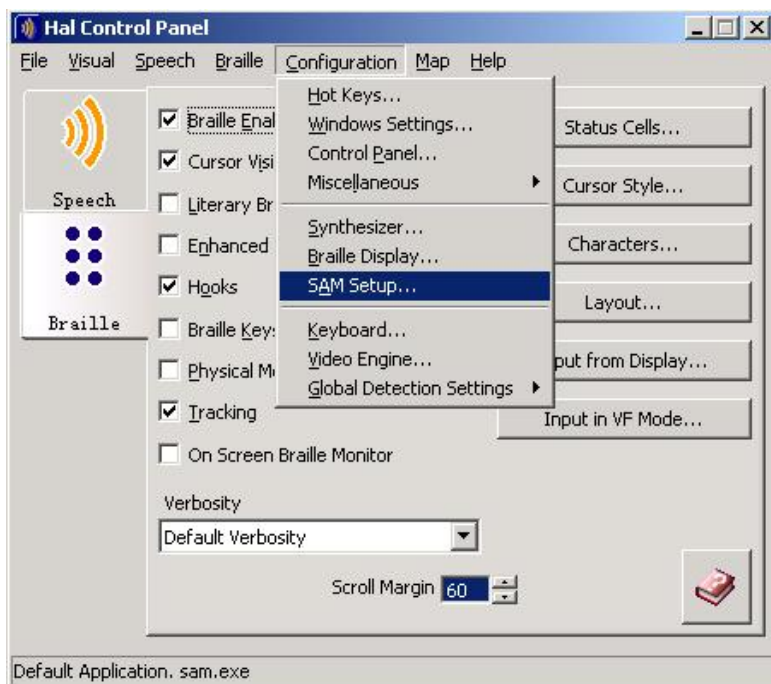 Hal Control Panel
File Visual Speech Braille Configuration Map Help
Speech
Braille
Braille Enal
Cursor Visi
Literary Br
Enhanced
Hooks
Braille Key
Physical M
Tracking
On Screen Braille Monitor
Verbosity
Default Verbosity
Scroll Margin 60
Hot Keys...
Windows Settings...
Control Panel...
Miscellaneous
Synthesizer...
Braille Display...
SAM Setup...
Keyboard...
Video Engine...
Global Detection Settings
Status Cells...
Cursor Style...
Characters...
Layout...
put from Display...
Input in VF Mode...
Default Application. sam.exe